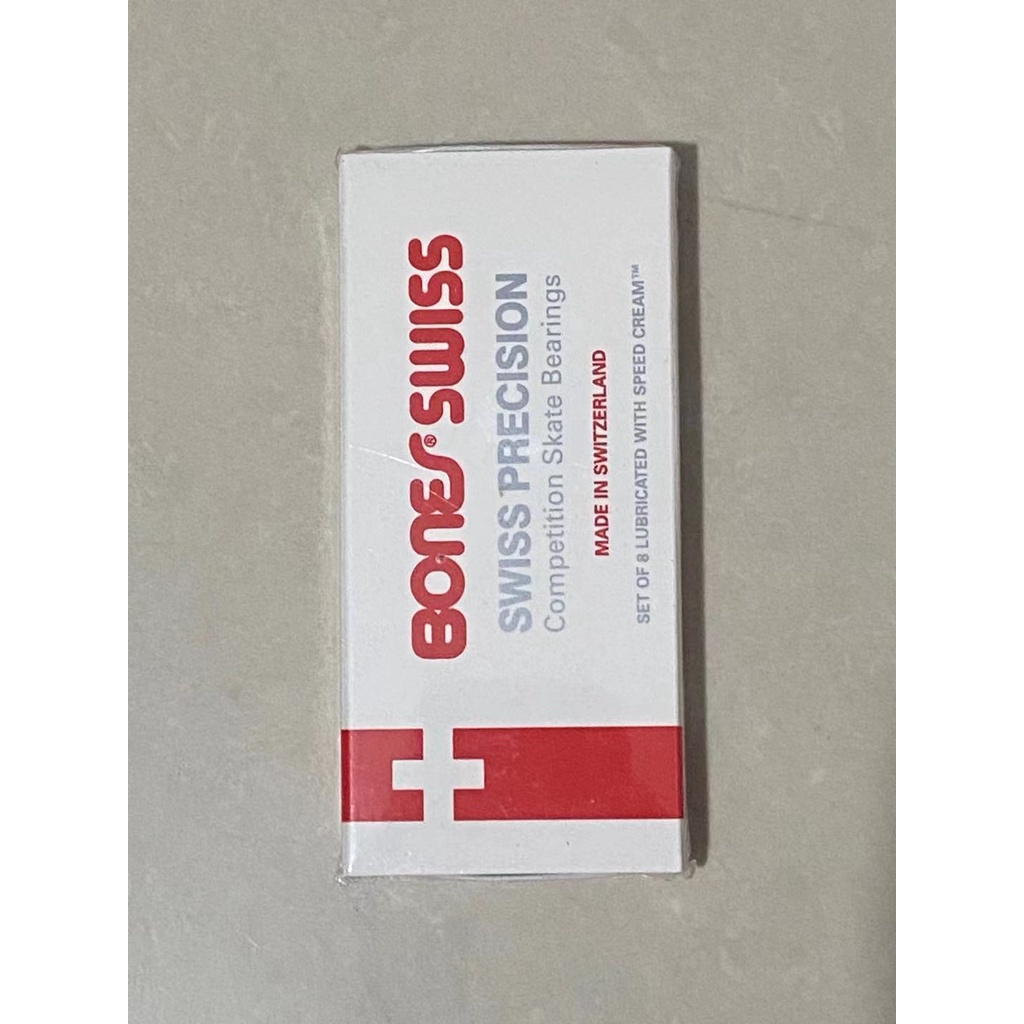 BONES® SWISS
SWISS PRECISION
Competition Skate Bearings
MADE IN SWITZERLAND
SET OF 8 LUBRICATED WITH SPEED CREAM™